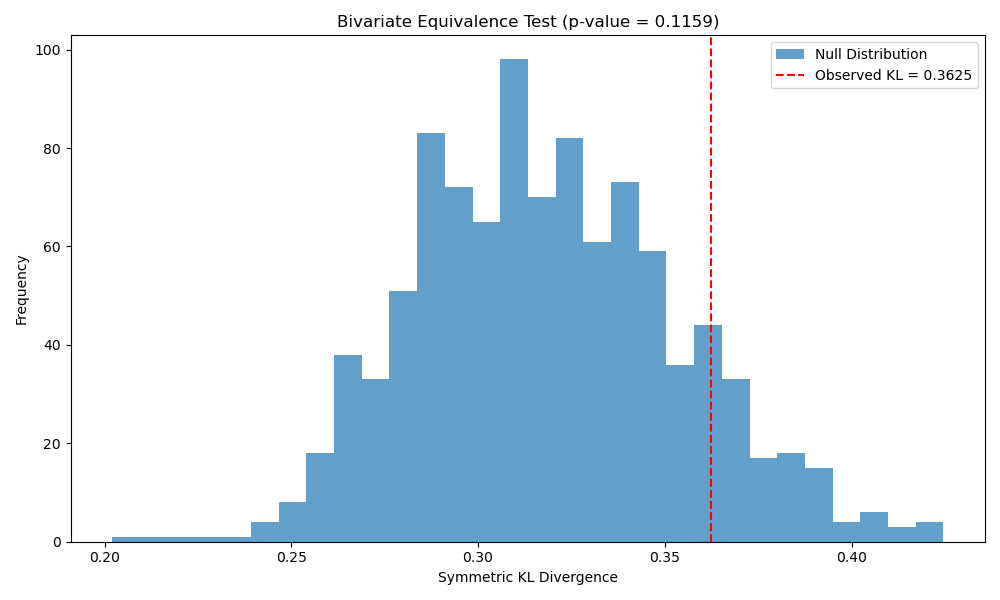 Bivariate Equivalence Test (p-value = 0.1159)
Null Distribution
Observed KL = 0.3625
Frequency
100
80
60
40
20
0
0.20
0.25
0.30
0.35
0.40
Symmetric KL Divergence